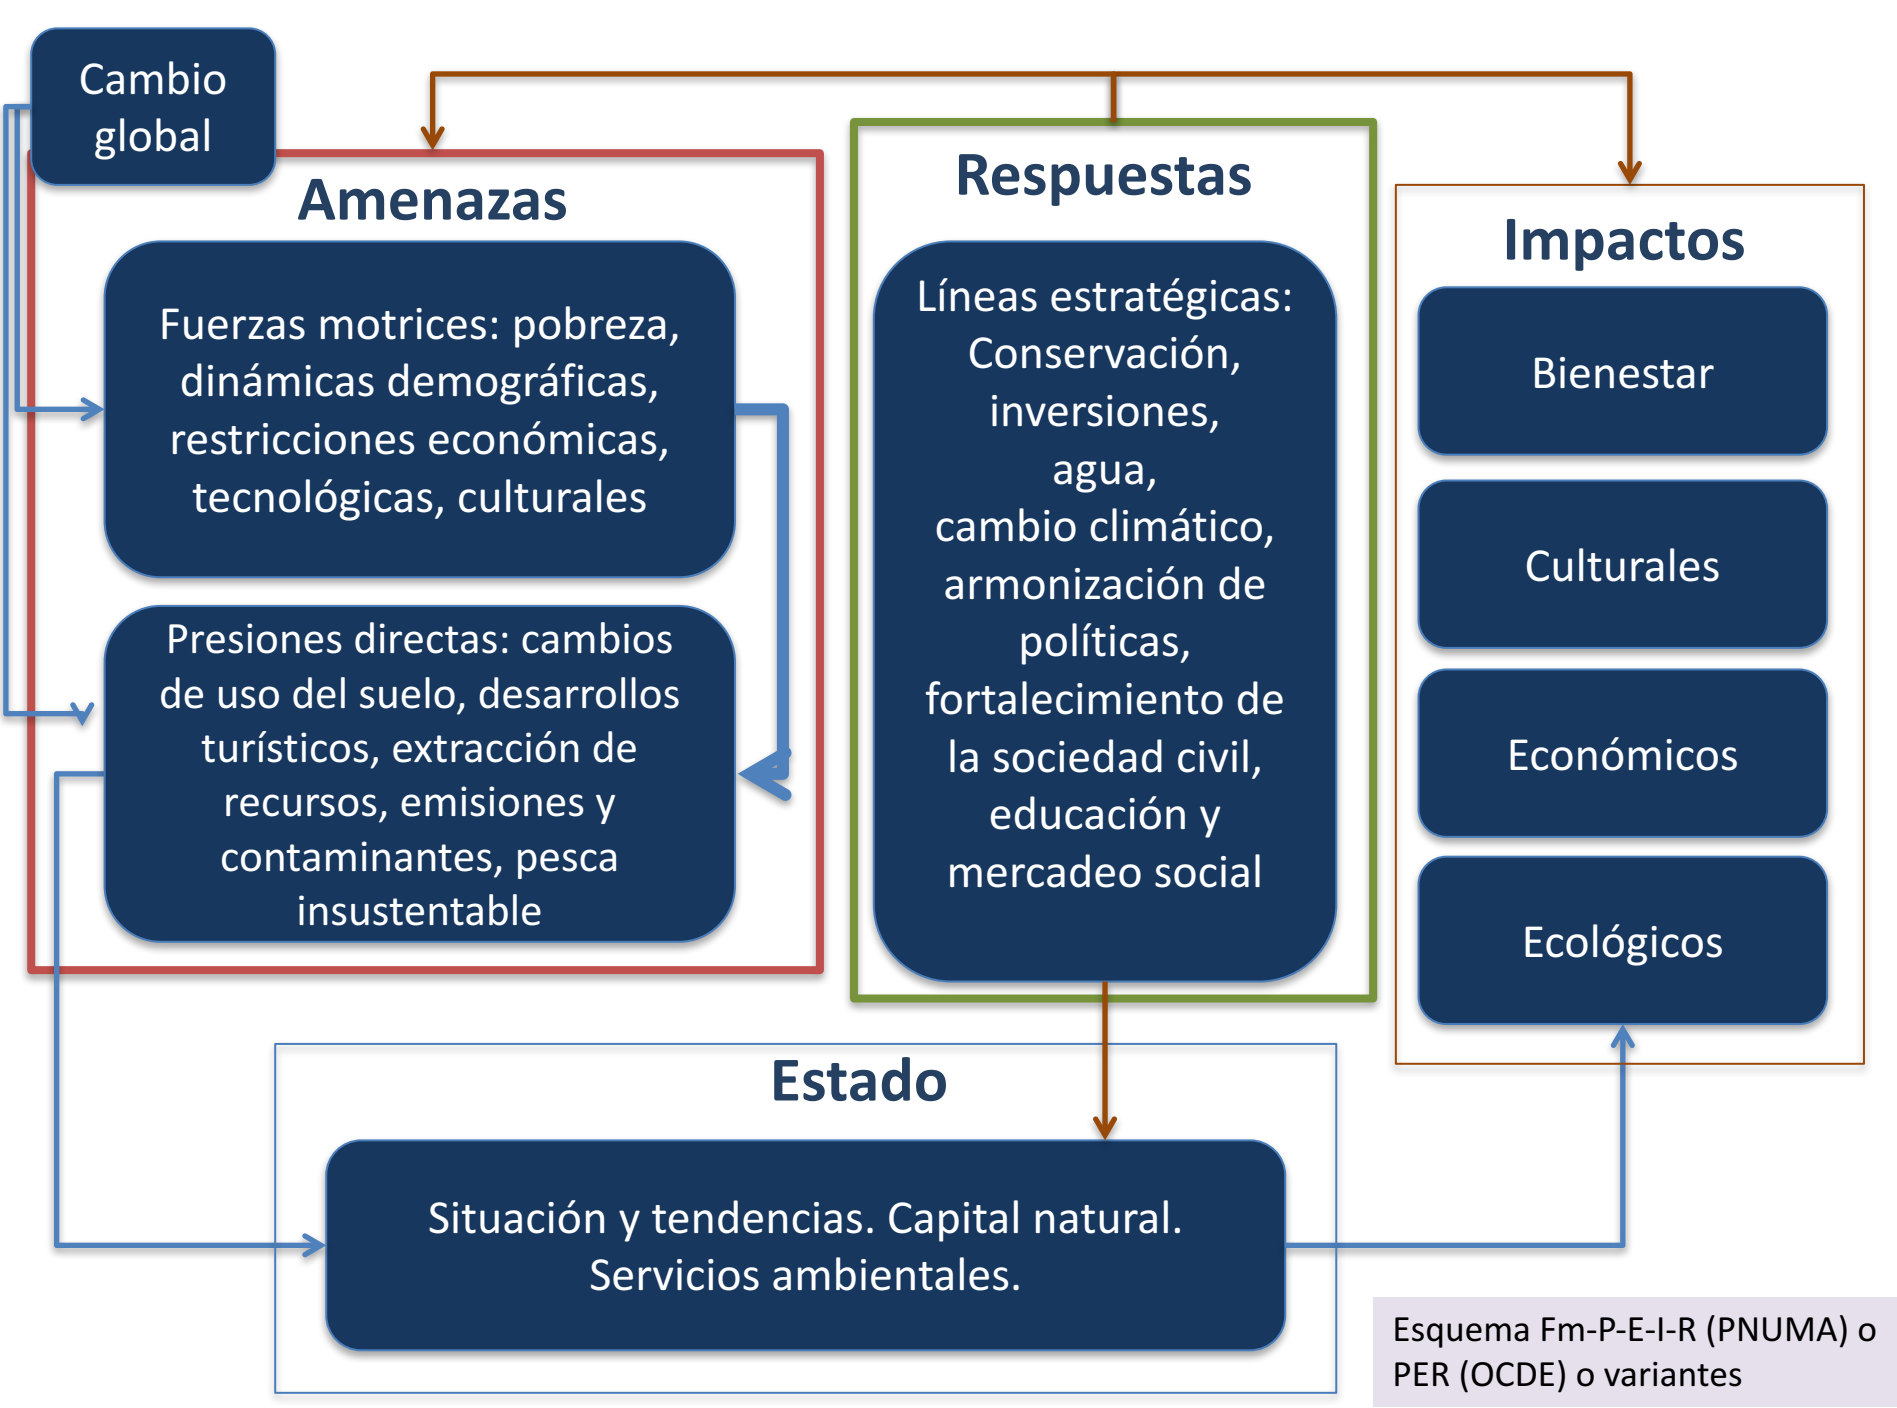 Cambio
global
Amenazas
Fuerzas motrices: pobreza,
dinámicas demográficas,
restricciones económicas,
tecnológicas, culturales
Presiones directas: cambios
de uso del suelo, desarrollos
turísticos, extracción de
recursos, emisiones y
contaminantes, pesca
insustentable
Respuestas
Líneas estratégicas:
Conservación,
inversiones,
agua,
cambio climático,
armonización de
políticas,
fortalecimiento de
la sociedad civil,
educación y
mercadeo social
Impactos
Bienestar
Culturales
Económicos
Ecológicos
Estado
Situación y tendencias. Capital natural.
Servicios ambientales.
Esquema Fm-P-E-I-R (PNUMA) o
PER (OCDE) o variantes